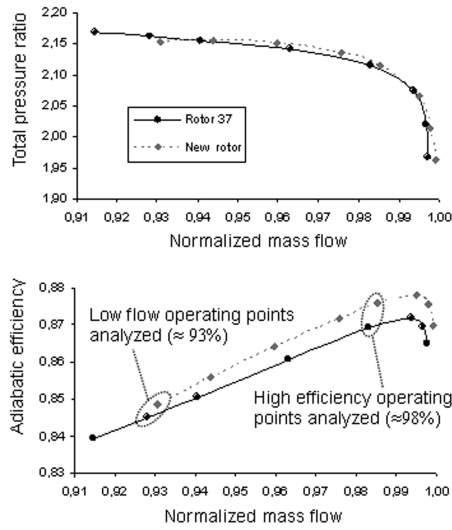 2,20
2,15
2,10
2,05
2,00
1,95
1,90
Total pressure ratio
Rotor 37
New rotor
0,91 0,92 0,93 0,94 0,95 0,96 0,97 0,98 0,99 1,00
Normalized mass flow
0,88
0,87
0,86
0,85
0,84
0,83
Adiabatic efficiency
Low flow operating points
analyzed (≈ 93%)
High efficiency operating
points analyzed (≈98%)
0,91 0,92 0,93 0,94 0,95 0,96 0,97 0,98 0,99 1,00
Normalized mass flow